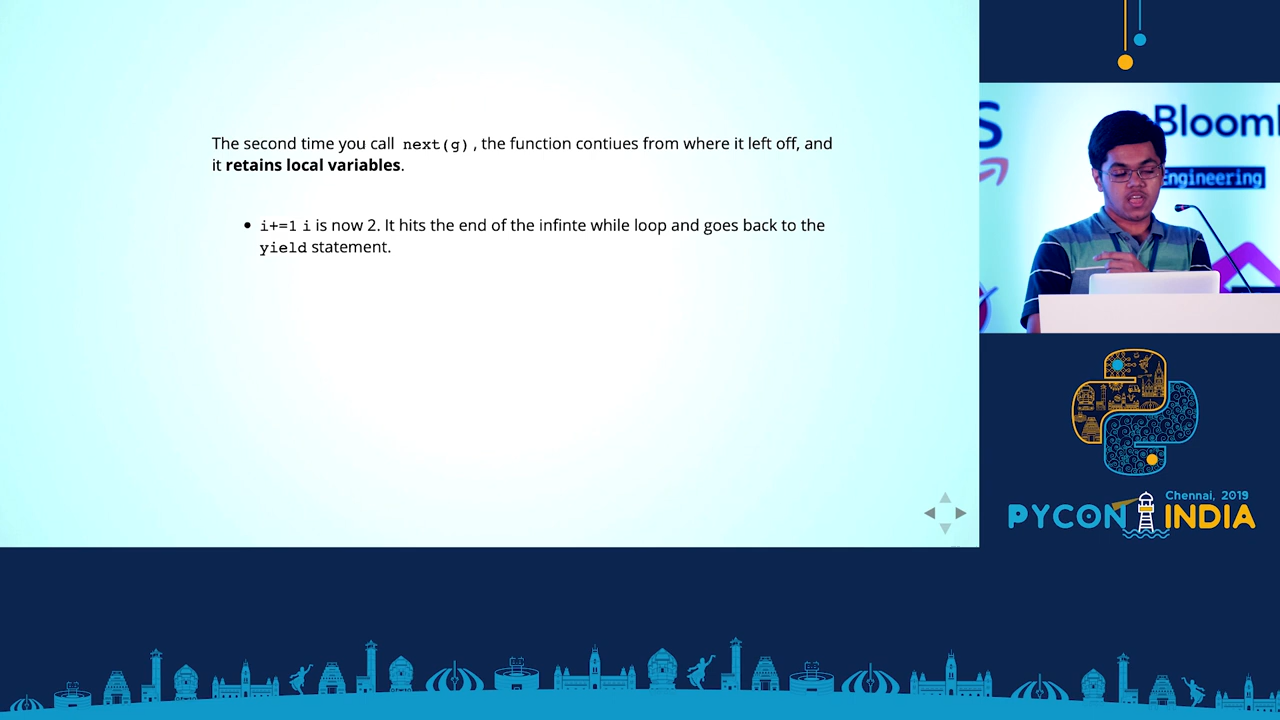 The second time you call next(g), the function contiues from where it left off, and
it retains local variables.
• i+=1 i is now 2. It hits the end of the infinte while loop and goes back to the
yield statement.
S
Bloom
Engineering
Chennai, 2019
PYCON INDIA